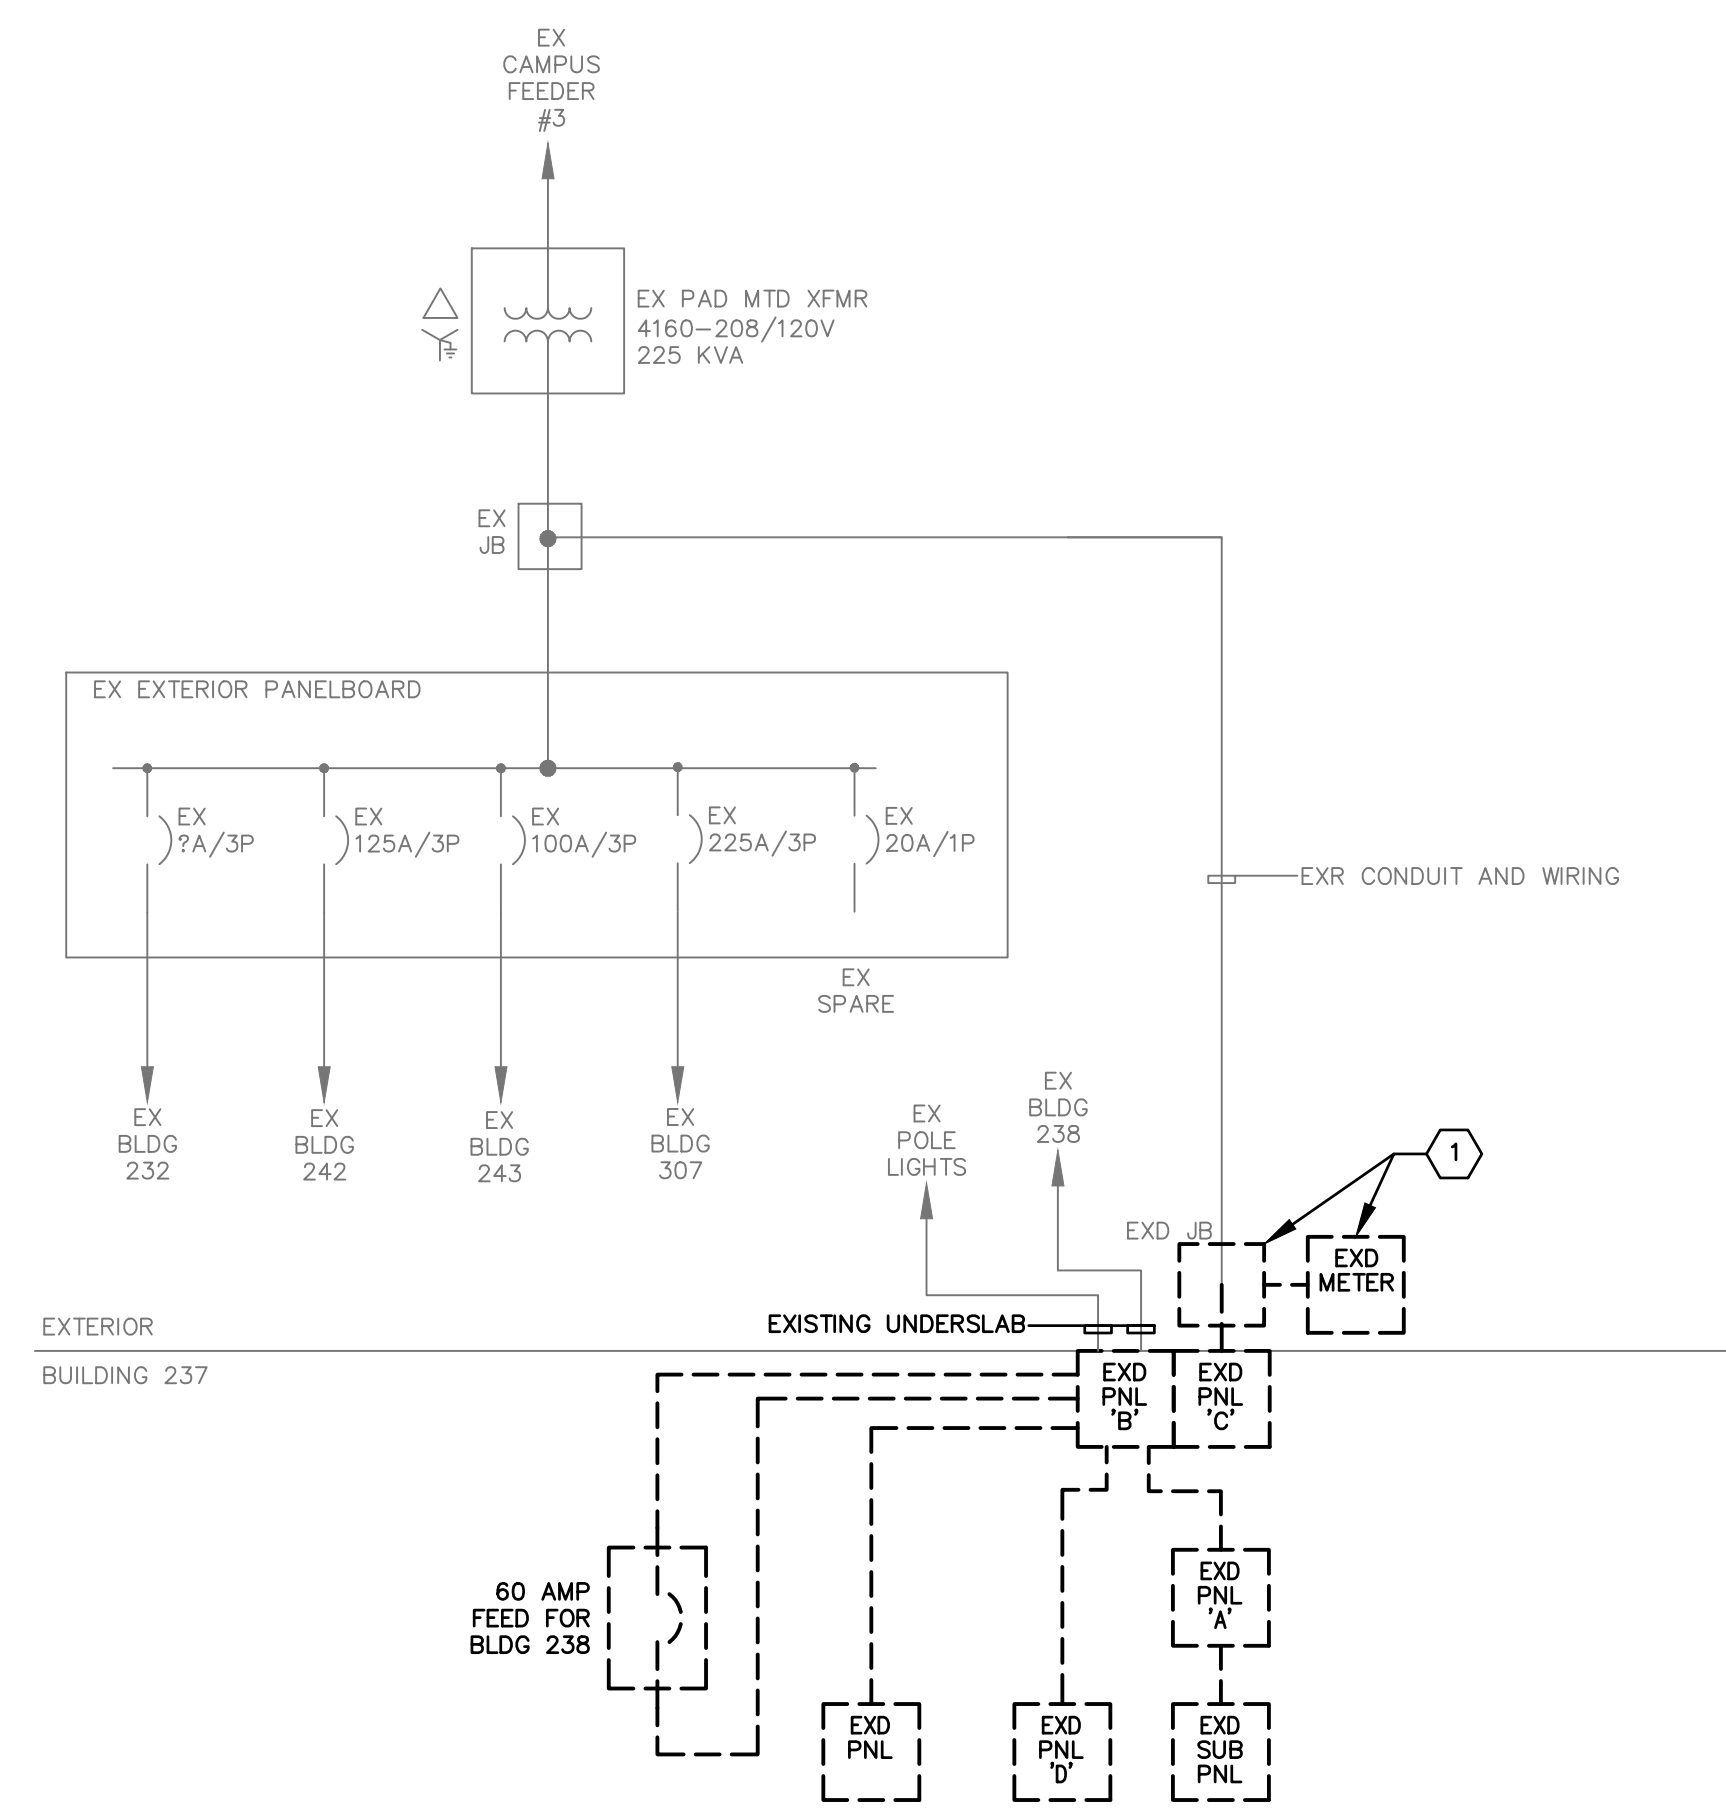 EX
CAMPUS
FEEDER
#3
EX PAD MTD XFMR
4160-208/120V
225 KVA
EX
JB
EX EXTERIOR PANELBOARD
EX
?A/3P
EX
125A/3P
EX
100A/3P
EX
225A/3P
EX
20A/1P
EXR CONDUIT AND WIRING
EX
SPARE
EX
BLDG
232
EX
BLDG
242
EX
BLDG
243
EX
BLDG
307
EX
POLE
LIGHTS
EX
BLDG
238
1
EXD JB
EXD
METER
EXISTING UNDERSLAB
EXTERIOR
BUILDING 237
EXD
PNL
'B'
EXD
PNL
'C'
60 AMP
FEED FOR
BLDG 238
EXD
PNL
'A'
EXD
PNL
EXD
PNL
'D'
EXD
SUB
PNL